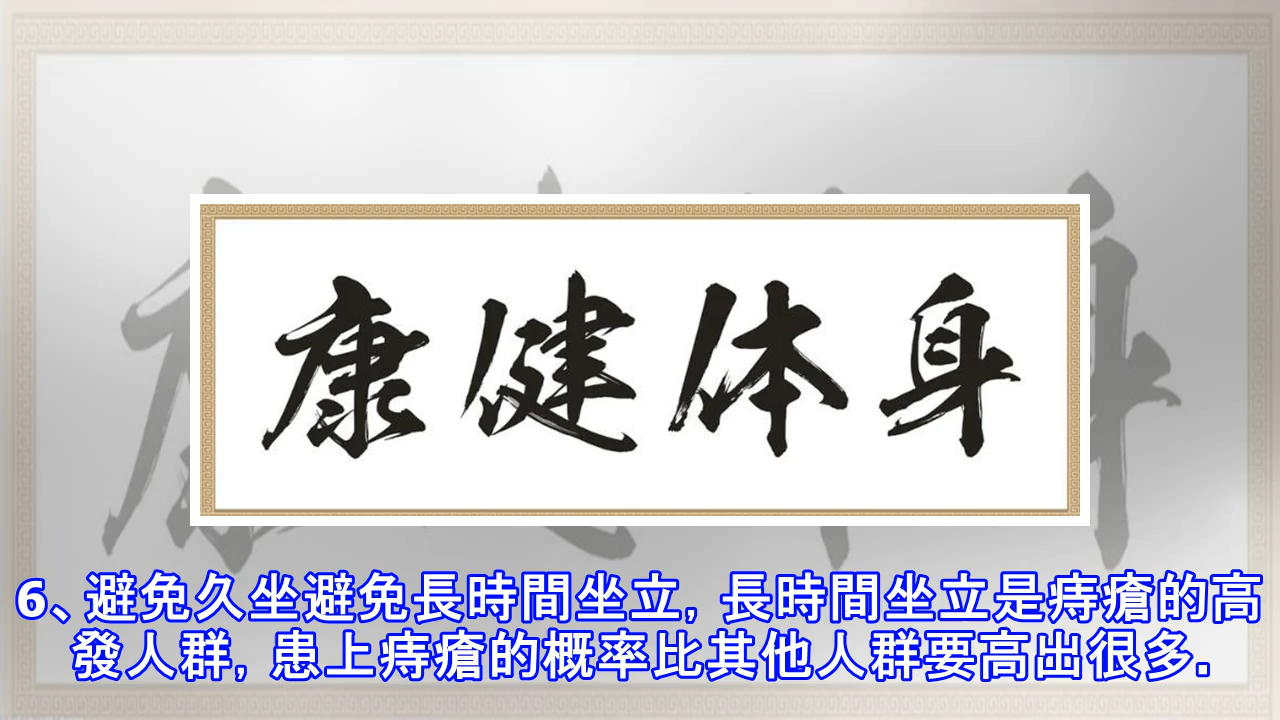 康健体身
6、避免久坐避免長時間坐立, 長時間坐立是痔瘡的高
發人群, 患上痔瘡的概率比其他人群要高出很多.